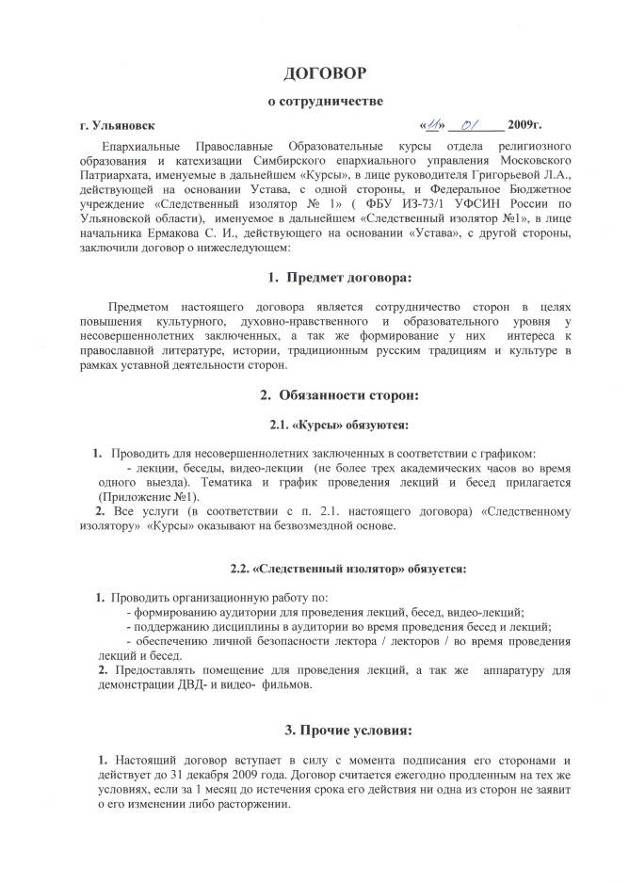 ДОГОВОР
о сотрудничестве
г. Ульяновск «11» 01 2009г.
Епархиальные Православные Образовательные курсы отдела религиозного
образования и катехизации Симбирского епархиального управления Московского
Патриархата, именуемые в дальнейшем «Курсы», в лице руководителя Григорьевой Л.А.,
действующей на основании Устава, с одной стороны, и Федеральное Бюджетное
учреждение «Следственный изолятор № 1» ( ФБУ ИЗ-73/1 УФСИН России по
Ульяновской области), именуемое в дальнейшем «Следственный изолятор №1», в лице
начальника Ермакова С. И., действующего на основании «Устава», с другой стороны,
заключили договор о нижеследующем:
1. Предмет договора:
Предметом настоящего договора является сотрудничество сторон в целях
повышения культурного, духовно-нравственного и образовательного уровня у
несовершеннолетних заключенных, а так же формирование у них интереса к
православной литературе, истории, традиционным русским традициям и культуре в
рамках уставной деятельности сторон.
2. Обязанности сторон:
2.1. «Курсы» обязуются:
1. Проводить для несовершеннолетних заключенных в соответствии с графиком:
- лекции, беседы, видео-лекции (не более трех академических часов во время
одного выезда). Тематика и график проведения лекций и бесед прилагается
(Приложение №1).
2. Все услуги (в соответствии с п. 2.1. настоящего договора) «Следственному
изолятору» «Курсы» оказывают на безвозмездной основе.
2.2. «Следственный изолятор» обязуется:
1. Проводить организационную работу по:
- формированию аудитории для проведения лекций, бесед, видео-лекций;
- поддержанию дисциплины в аудитории во время проведения бесед и лекций;
- обеспечению личной безопасности лектора / лекторов / во время проведения
лекций и бесед.
2. Предоставлять помещение для проведения лекций, а так же аппаратуру для
демонстрации ДВД- и видео- фильмов.
3. Прочие условия:
1. Настоящий договор вступает в силу с момента подписания его сторонами и
действует до 31 декабря 2009 года. Договор считается ежегодно продленным на тех же
условиях, если за 1 месяц до истечения срока его действия ни одна из сторон не заявит
о его изменении либо расторжении.